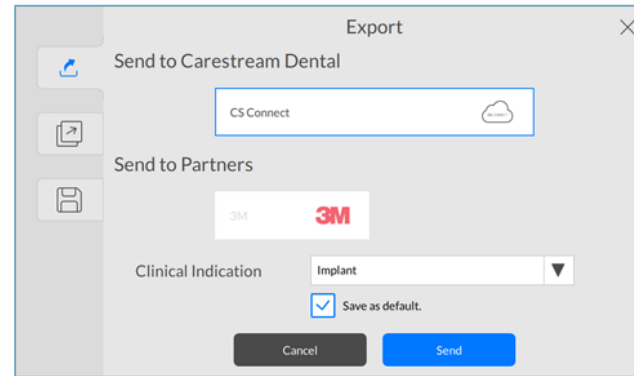 Export
Send to Carestream Dental
CS Connect
Send to Partners
3M 3M
Clinical Indication Implant
Save as default.
Cancel Send